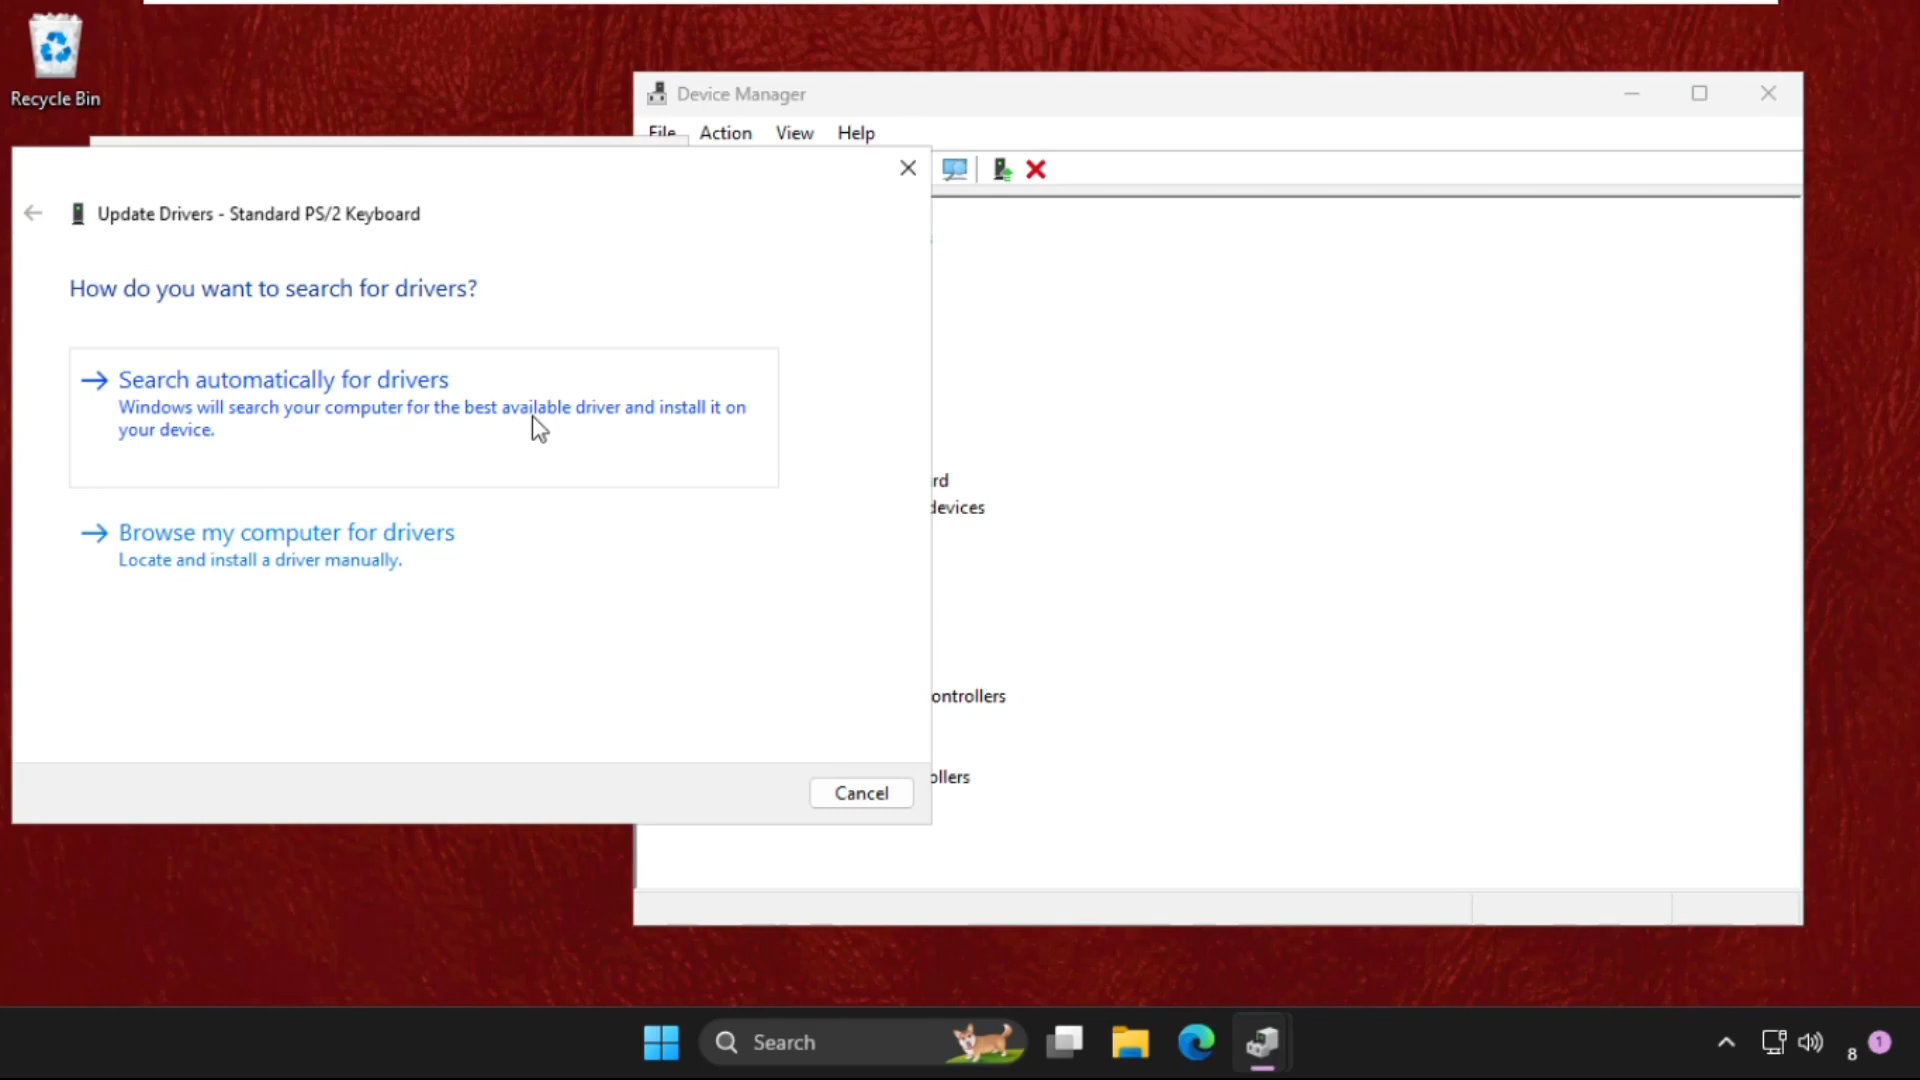 Recycle Bin
Device Manager
File Action View Help
Update Drivers - Standard PS/2 Keyboard
How do you want to search for drivers?
Search automatically for drivers
Windows will search your computer for the best available driver and install it on
your device.
rd
devices
Browse my computer for drivers
Locate and install a driver manually.
ontrollers
ollers
Cancel
Search
8
1